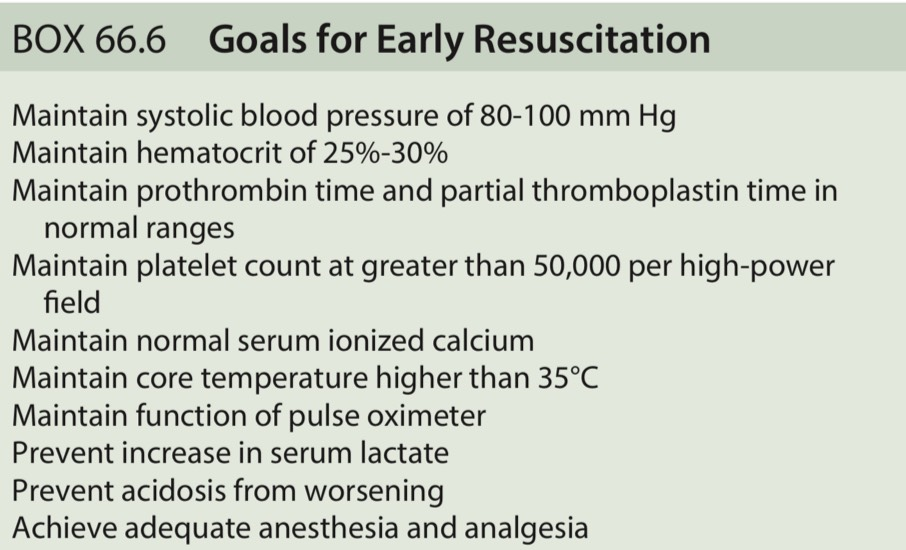 BOX 66.6 Goals for Early Resuscitation
Maintain systolic blood pressure of 80-100 mm Hg
Maintain hematocrit of 25%-30%
Maintain prothrombin time and partial thromboplastin time in
normal ranges
Maintain platelet count at greater than 50,000 per high-power
field
Maintain normal serum ionized calcium
Maintain core temperature higher than 35°C
Maintain function of pulse oximeter
Prevent increase in serum lactate
Prevent acidosis from worsening
Achieve adequate anesthesia and analgesia